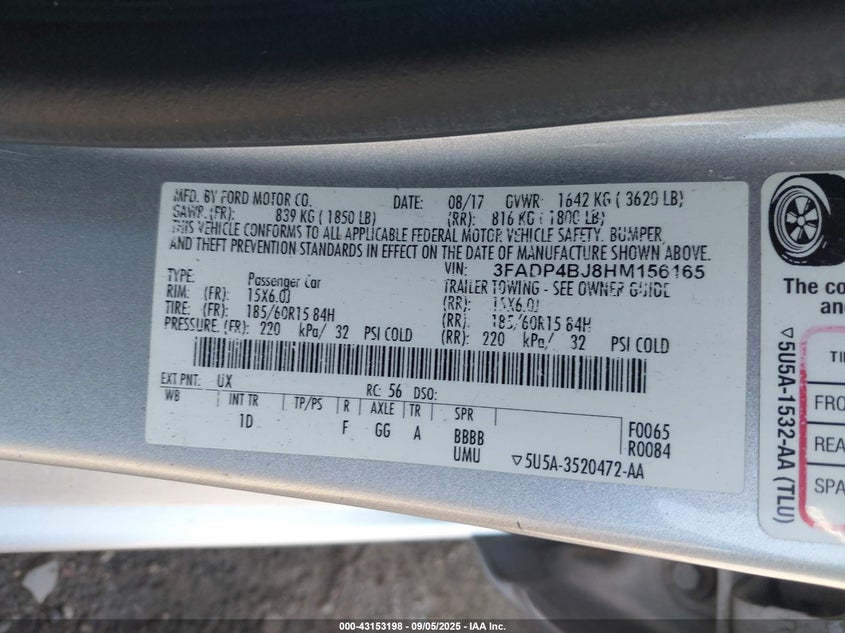 MFD. BY FORD MOTOR CO. DATE: 08/17 GVWR: 1642 KG ( 3620 LB)
GAWR: (FR): 839 KG ( 1850 LB) (RR): 816 KG ( 1800 LB)
THIS VEHICLE CONFORMS TO ALL APPLICABLE FEDERAL MOTOR VEHICLE SAFETY, BUMPER,
AND THEFT PREVENTION STANDARDS IN EFFECT ON THE DATE OF MANUFACTURE SHOWN ABOVE.
VIN: 3FADP4BJ8HM156165
TYPE: Passenger Car TRAILER TOWING - SEE OWNER GUIDE
RIM: (FR): 15X6.0J (RR): 15X6.0J
TIRE: (FR): 185/60R15 84H (RR): 185/60R15 84H
PRESSURE: (FR): 220 kPa/ 32 PSI COLD (RR): 220 kPa/ 32 PSI COLD
EXT PNT: UX RC: 56 DSO:
WB INT TR TP/PS R AXLE TR SPR
1D F GG A BBBB F0065
UMU R0084
▽5U5A-3520472-AA
The co
an
▽5U5A-1532-AA (TLU)
TI
FRO
REA
SPA
000-43153198 - 09/05/2025 - IAA Inc.